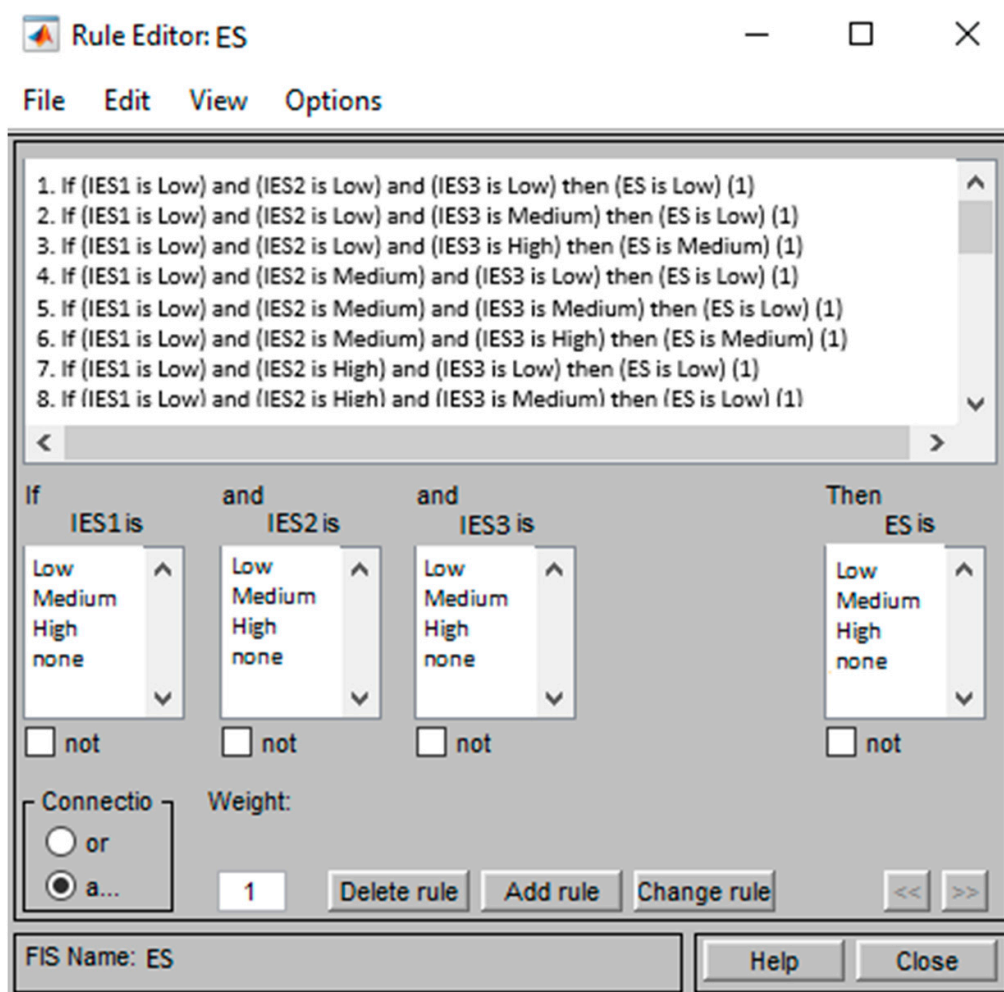 Rule Editor: ES
File Edit View Options
1. If (IES1 is Low) and (IES2 is Low) and (IES3 is Low) then (ES is Low) (1)
2. If (IES1 is Low) and (IES2 is Low) and (IES3 is Medium) then (ES is Low) (1)
3. If (IES1 is Low) and (IES2 is Low) and (IES3 is High) then (ES is Medium) (1)
4. If (IES1 is Low) and (IES2 is Medium) and (IES3 is Low) then (ES is Low) (1)
5. If (IES1 is Low) and (IES2 is Medium) and (IES3 is Medium) then (ES is Low) (1)
6. If (IES1 is Low) and (IES2 is Medium) and (IES3 is High) then (ES is Medium) (1)
7. If (IES1 is Low) and (IES2 is High) and (IES3 is Low) then (ES is Low) (1)
8. If (IES1 is Low) and (IES2 is High) and (IES3 is Medium) then (ES is Low) (1)
If and and Then
IES1 is IES2 is IES3 is ES is
Low Low Low Low
Medium Medium Medium Medium
High High High High
none none none none
not not not not
Connectio Weight:
or
a... 1 Delete rule Add rule Change rule << >>
FIS Name: ES Help Close